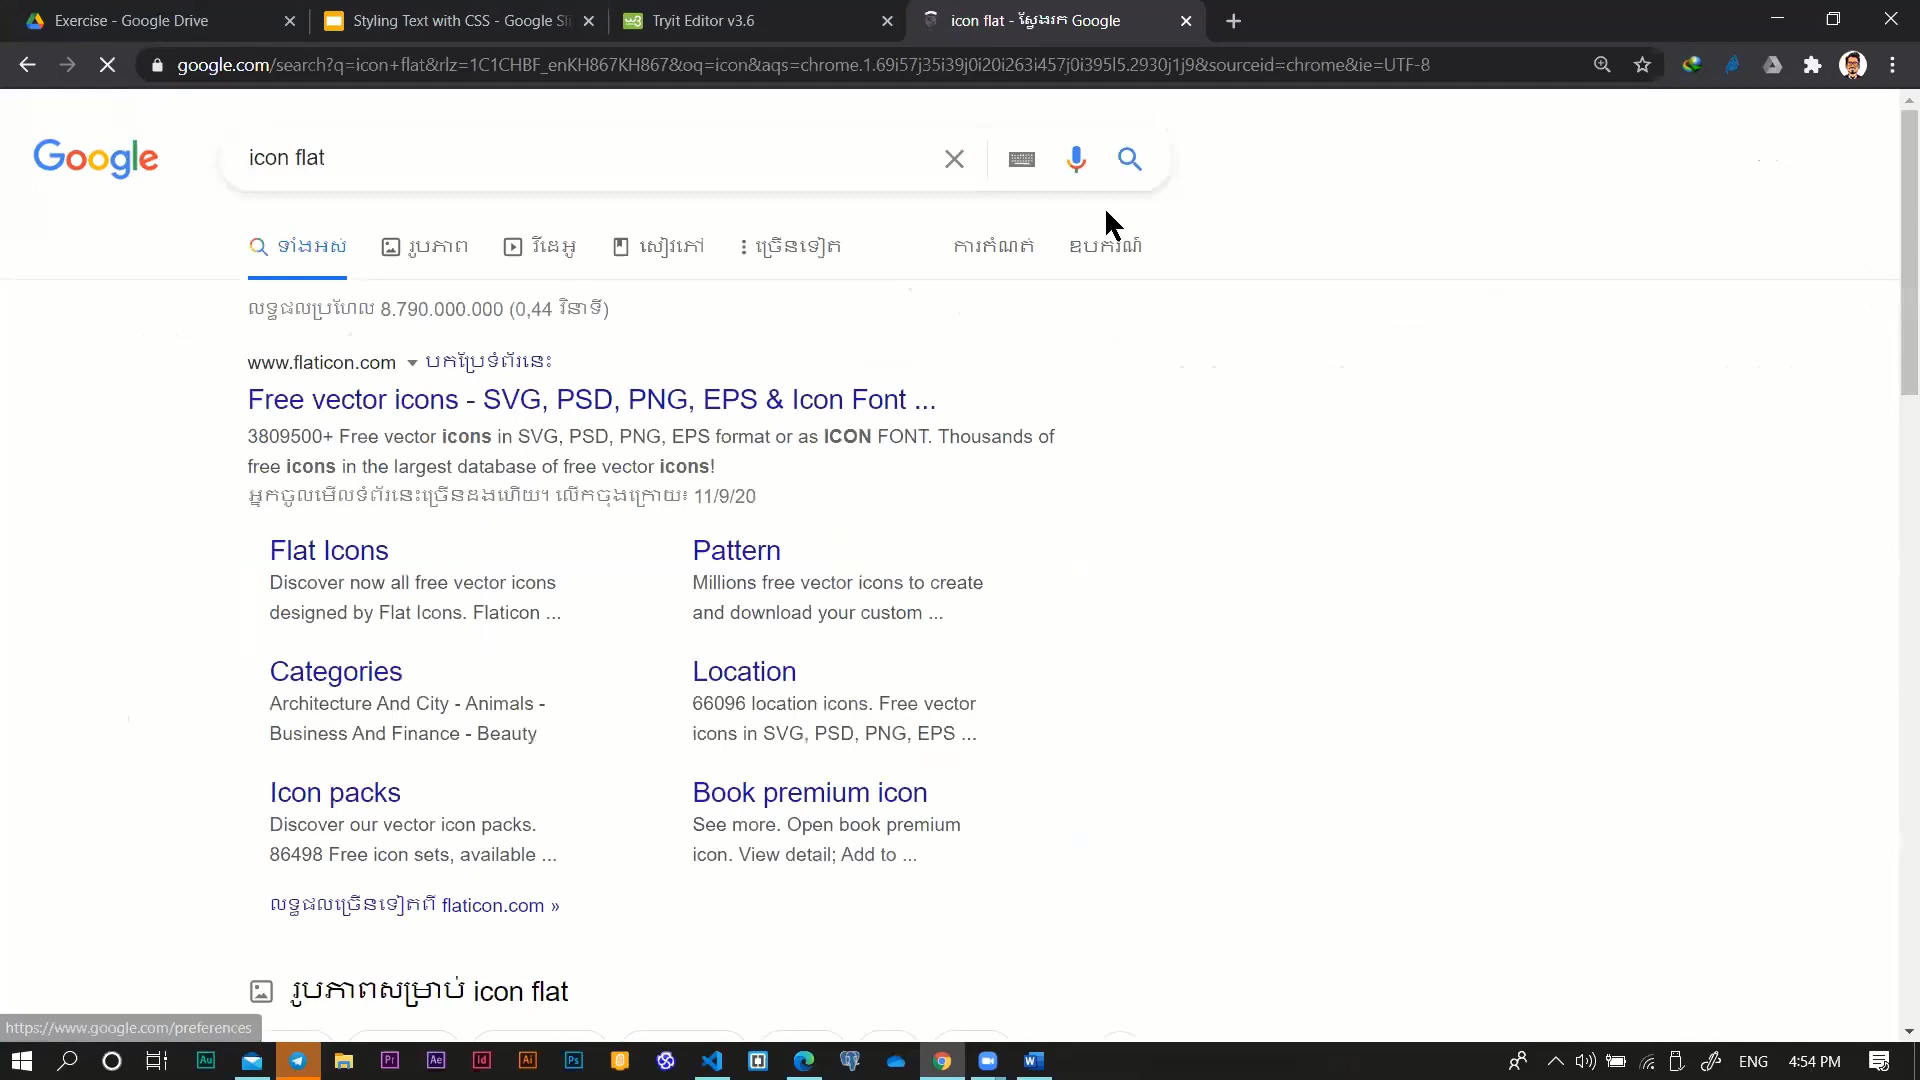 Exercise - Google Drive
Styling Text with CSS - Google Sli
Tryit Editor v3.6
icon flat - ស្វែងរក Google
google.com/search?q=icon+flat&rlz=1C1CHBF_enKH867KH867&oq=icon&aqs=chrome.1.69i57j35i39j0i20i263i457j0i395l5.2930j1j9&sourceid=chrome&ie=UTF-8
Google
icon flat
ទាំងអស់
រូបភាព
វីដេអូ
សៀវភៅ
ច្រើនទៀត
ការកំណត់
ឧបករណ៍
លទ្ធផលប្រហែល 8.790.000.000 (0,44 វិនាទី)
www.flaticon.com បកប្រែទំព័រនេះ
Free vector icons - SVG, PSD, PNG, EPS & Icon Font ...
3809500+ Free vector icons in SVG, PSD, PNG, EPS format or as ICON FONT. Thousands of
free icons in the largest database of free vector icons!
អ្នកចូលមើលទំព័រនេះច្រើនដងហើយ។ លើកចុងក្រោយ៖ 11/9/20
Flat Icons
Discover now all free vector icons
designed by Flat Icons. Flaticon ...
Pattern
Millions free vector icons to create
and download your custom ...
Categories
Architecture And City - Animals -
Business And Finance - Beauty
Location
66096 location icons. Free vector
icons in SVG, PSD, PNG, EPS ...
Icon packs
Discover our vector icon packs.
86498 Free icon sets, available ...
Book premium icon
See more. Open book premium
icon. View detail; Add to ...
លទ្ធផលច្រើនទៀតពី flaticon.com »
រូបភាពសម្រាប់ icon flat
https://www.google.com/preferences
Au
Pr
Ae
Id
Ai
Ps
ENG
4:54 PM